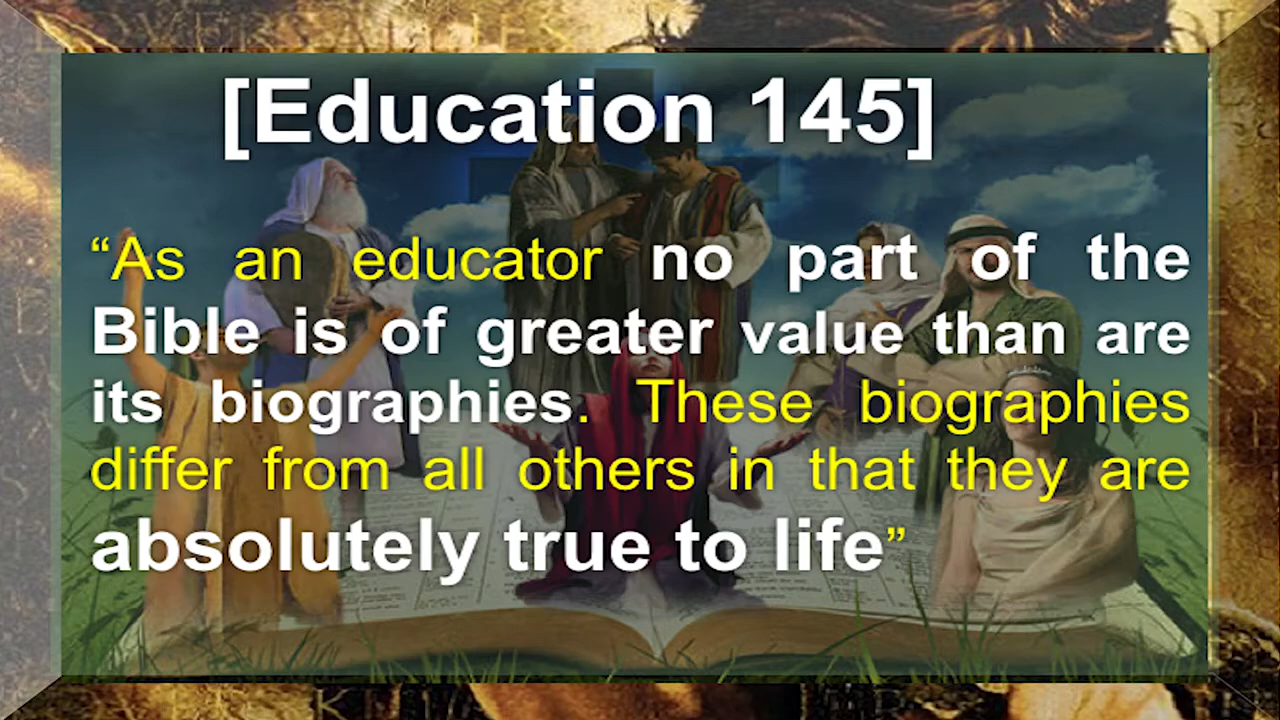 [Education 145]
“As an educator no part of the
Bible is of greater value than are
its biographies. These biographies
differ from all others in that they are
absolutely true to life”